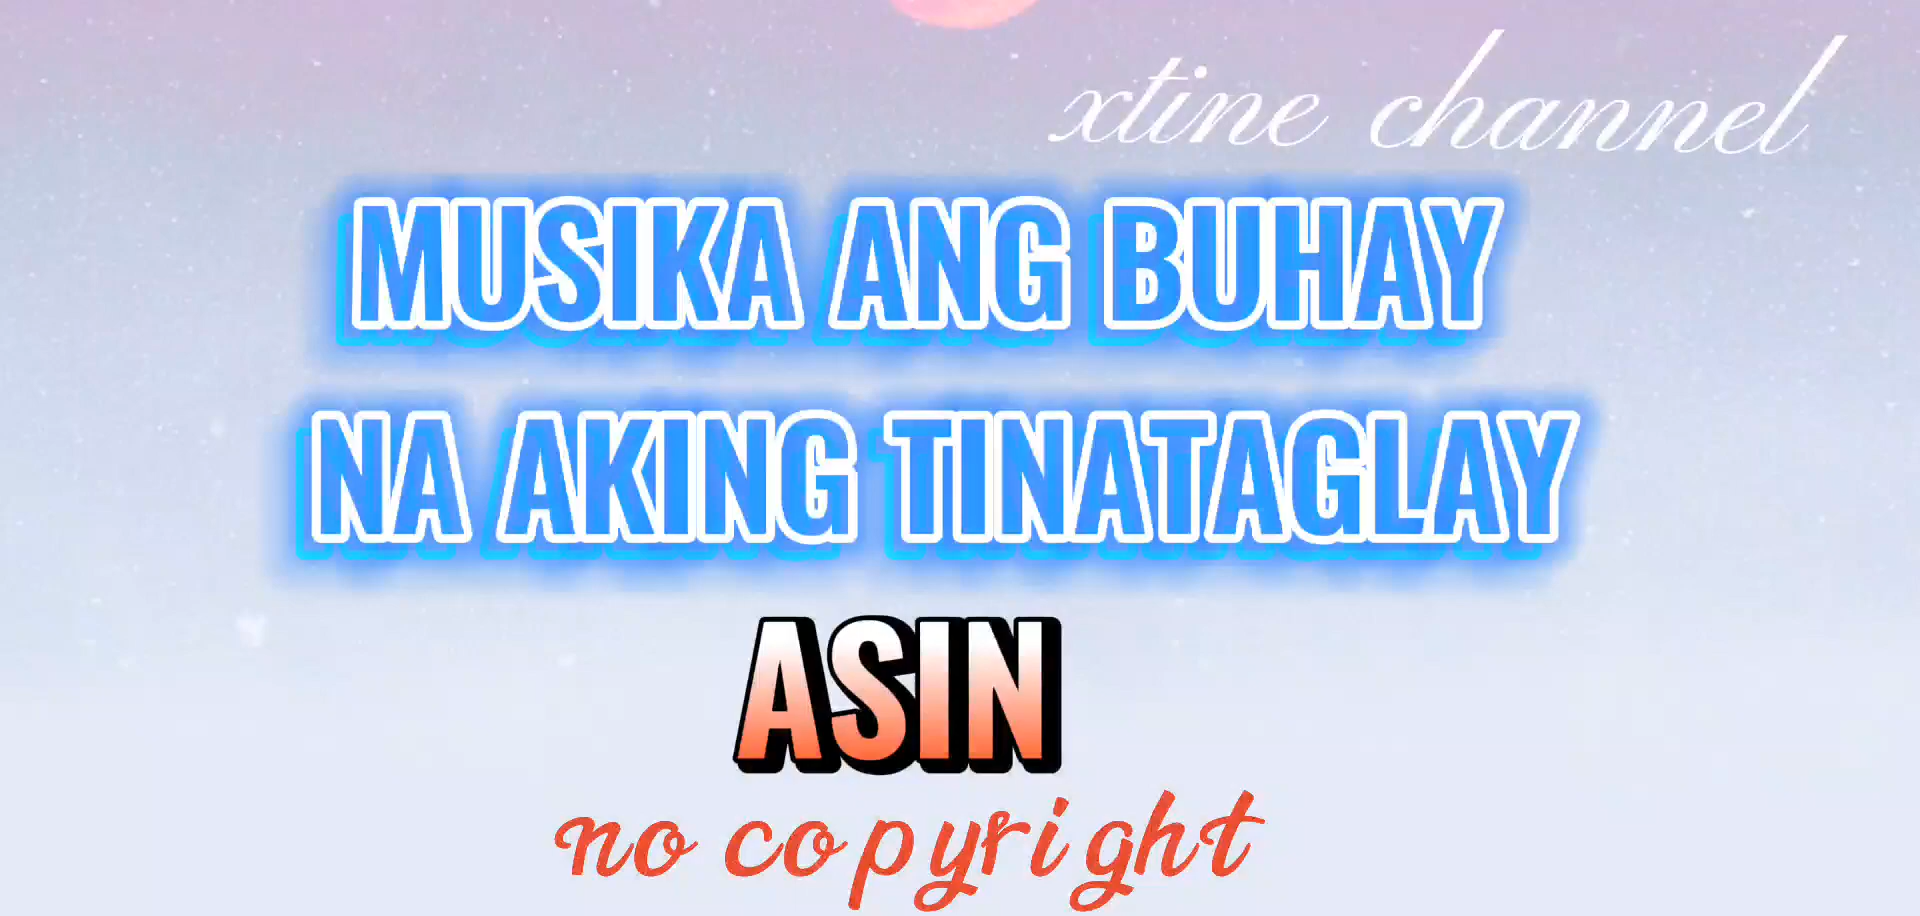 xtine channel
MUSIKA ANG BUHAY
NA AKING TINATAGLAY
ASIN
no copyright